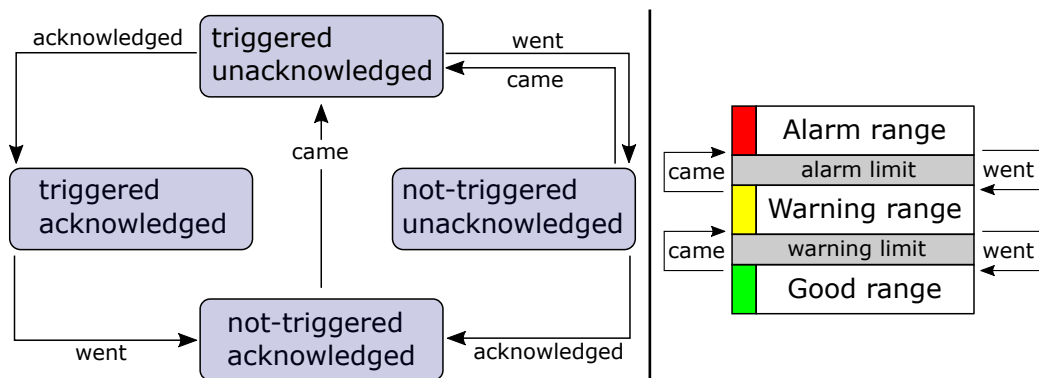 acknowledged
triggered
unacknowledged
went
came
came
triggered
acknowledged
not-triggered
unacknowledged
went
not-triggered
acknowledged
acknowledged
Alarm range
came
alarm limit
went
Warning range
came
warning limit
went
Good range